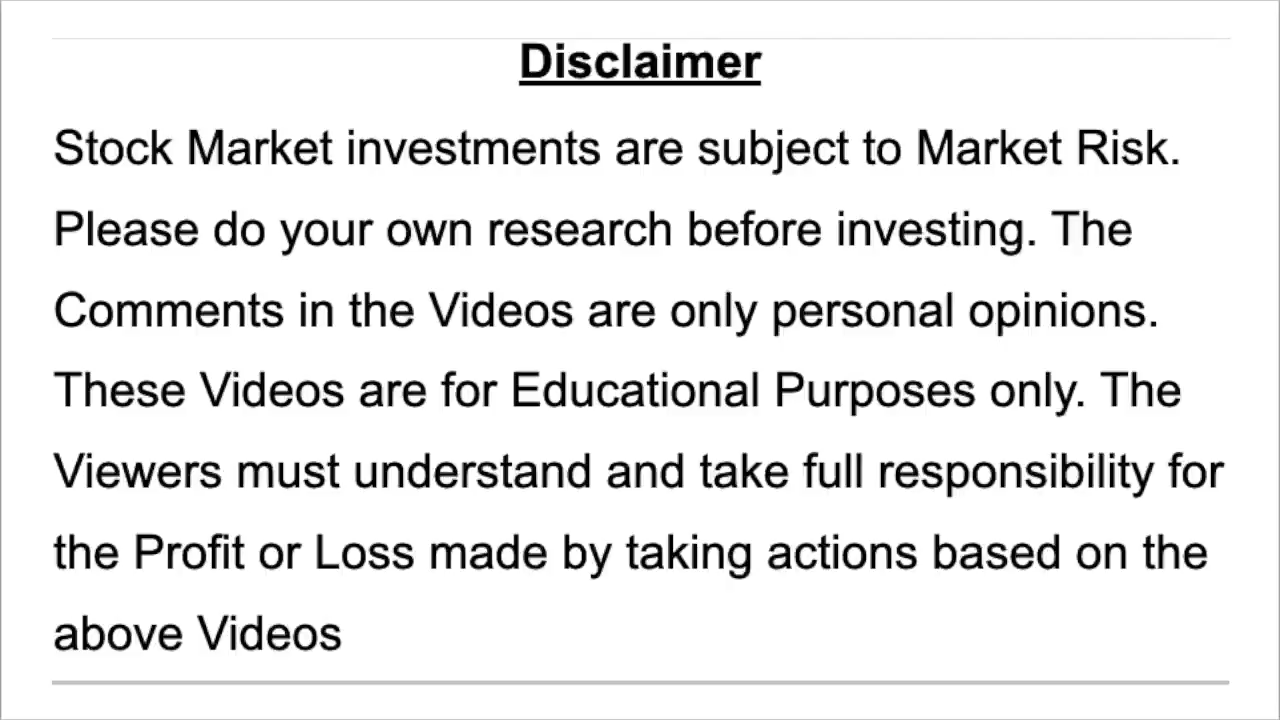 Disclaimer
Stock Market investments are subject to Market Risk.
Please do your own research before investing. The
Comments in the Videos are only personal opinions.
These Videos are for Educational Purposes only. The
Viewers must understand and take full responsibility for
the Profit or Loss made by taking actions based on the
above Videos